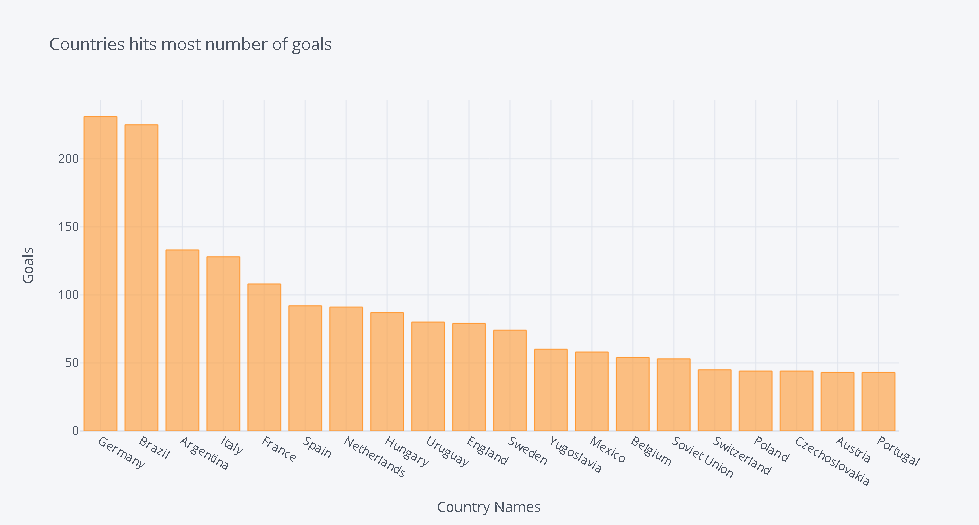 Countries hits most number of goals
Goals
200
150
100
50
0
Germany
Brazil
Argentina
Italy
France
Spain
Netherlands
Hungary
Uruguay
England
Sweden
Yugoslavia
Mexico
Belgium
Soviet Union
Switzerland
Poland
Czechoslovakia
Austria
Portugal
Country Names